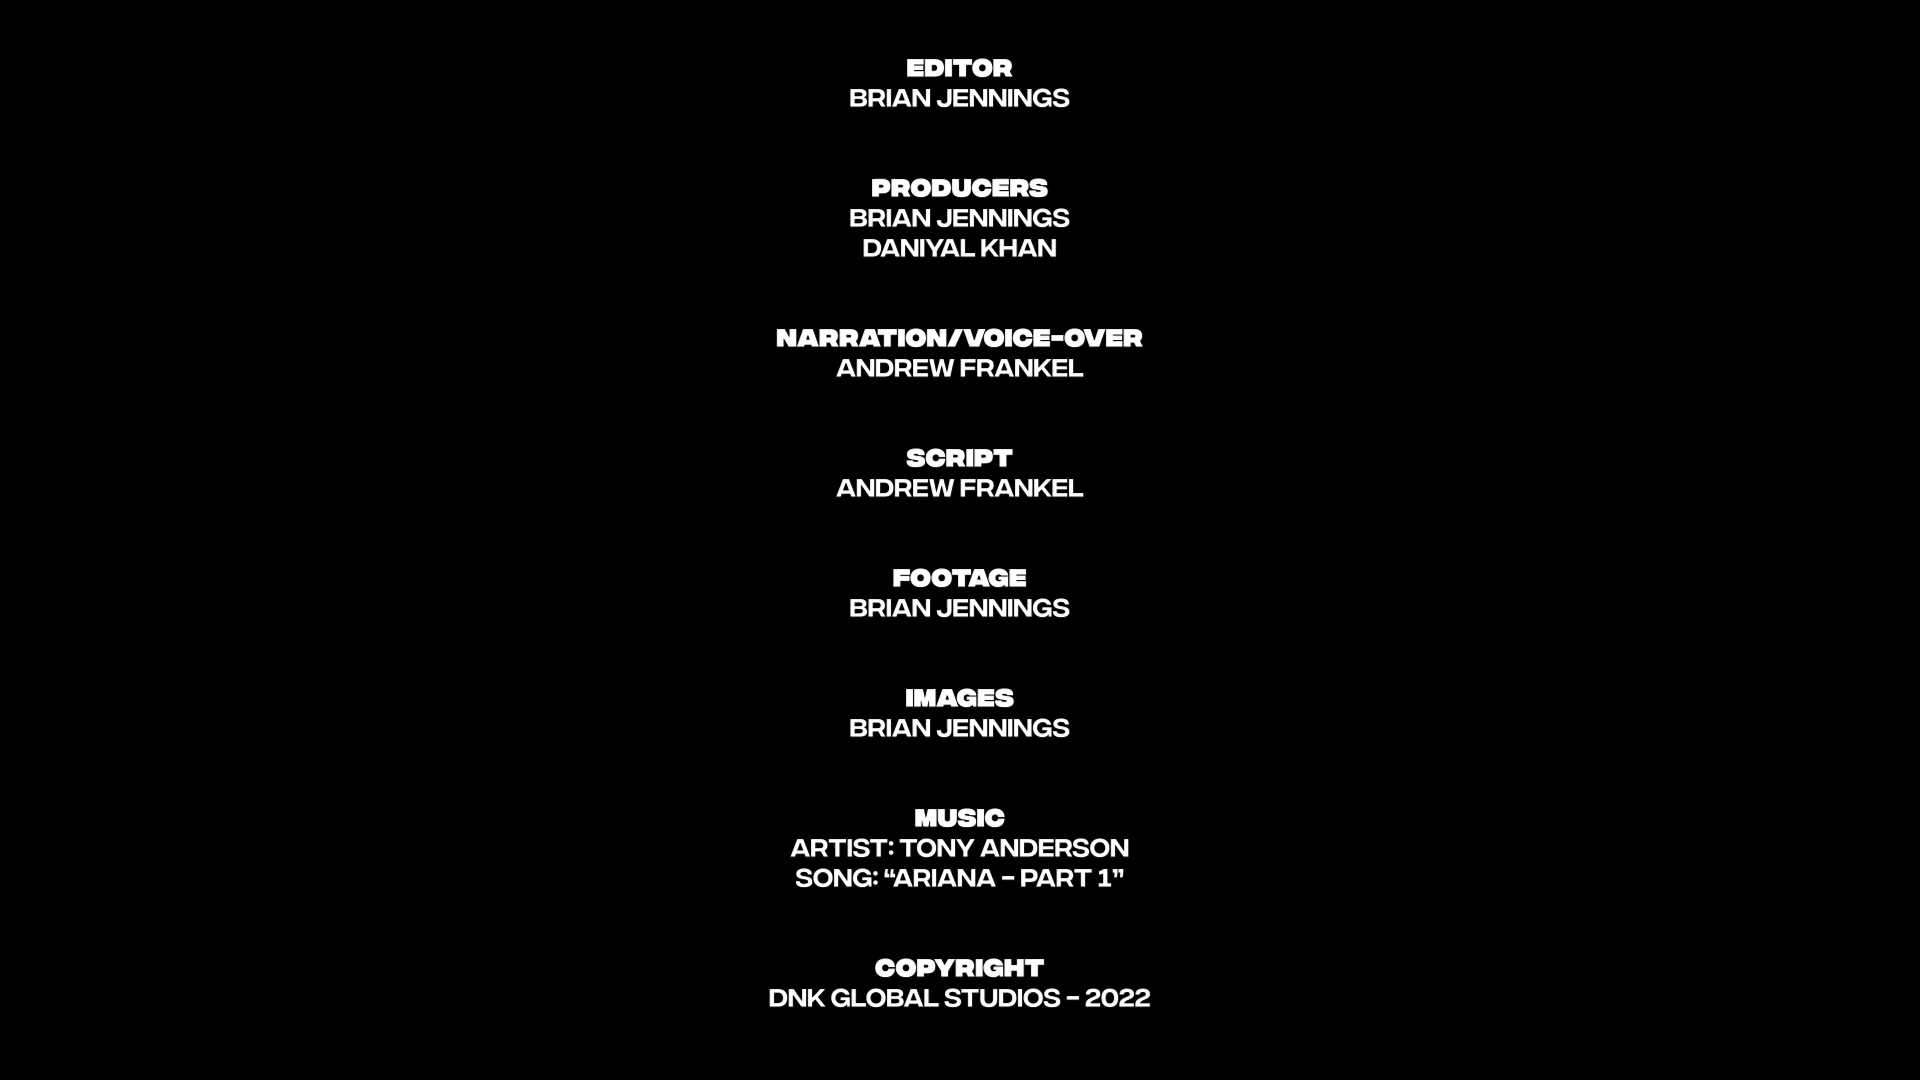 EDITOR
BRIAN JENNINGS
PRODUCERS
BRIAN JENNINGS
DANIYAL KHAN
NARRATION/VOICE-OVER
ANDREW FRANKEL
SCRIPT
ANDREW FRANKEL
FOOTAGE
BRIAN JENNINGS
IMAGES
BRIAN JENNINGS
MUSIC
ARTIST: TONY ANDERSON
SONG: “ARIANA – PART 1”
COPYRIGHT
DNK GLOBAL STUDIOS – 2022